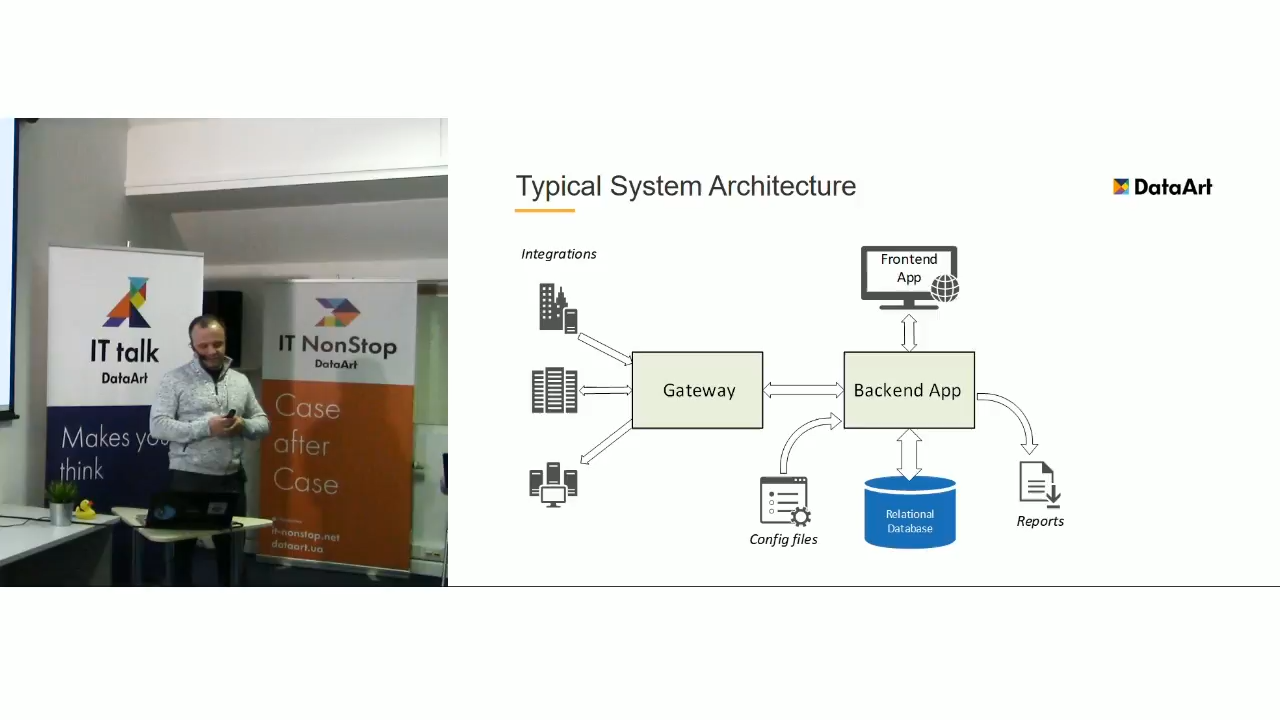 IT talk
DataArt
Makes you
think
IT NonStop
DataArt
Case
after
Case
it-nonstop.net
dataart.ua
Typical System Architecture
DataArt
Integrations
Frontend
App
Gateway
Backend App
Config files
Relational
Database
Reports